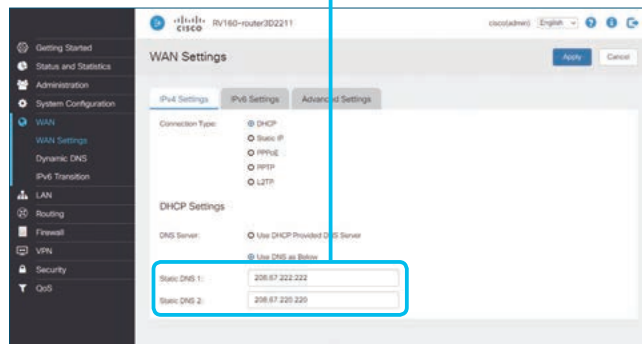 CISCO RV160-router3D2211 cisco(admin) English
Getting Started
Status and Statistics
Administration
System Configuration
WAN
WAN Settings
Dynamic DNS
IPv6 Transition
LAN
Routing
Firewall
VPN
Security
QoS
WAN Settings Apply Cancel
IPv4 Settings IPv6 Settings Advanced Settings
Connection Type: DHCP
Static IP
PPPoE
PPTP
L2TP
DHCP Settings
DNS Server: Use DHCP Provided DNS Server
Use DNS as Below
Static DNS 1: 208.67.222.222
Static DNS 2: 208.67.220.220